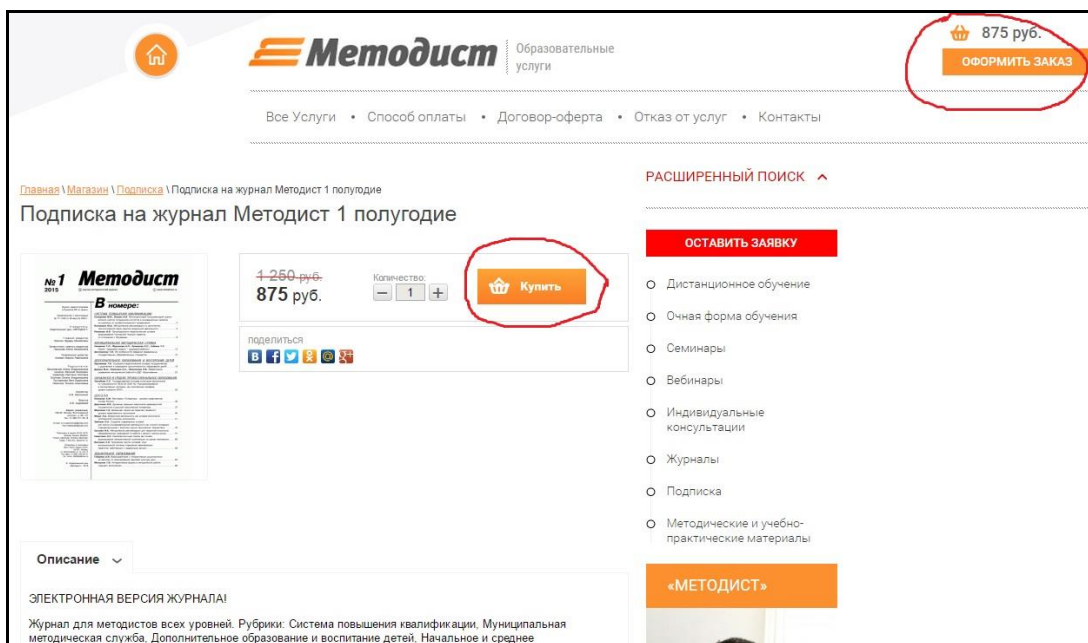 875 руб.
ОФОРМИТЬ ЗАКАЗ
Методист
Образовательные
услуги
Все Услуги • Способ оплаты • Договор-оферта • Отказ от услуг • Контакты
Главная \ Магазин \ Подписка \ Подписка на журнал Методист 1 полугодие
Подписка на журнал Методист 1 полугодие
№ 1 Методист
2015
В номере:
1 250 руб.
875 руб.
Количество:
− 1 +
Купить
поделиться
Описание
ЭЛЕКТРОННАЯ ВЕРСИЯ ЖУРНАЛА!
Журнал для методистов всех уровней. Рубрики: Система повышения квалификации, Муниципальная
методическая служба, Дополнительное образование и воспитание детей, Начальное и среднее
РАСШИРЕННЫЙ ПОИСК
ОСТАВИТЬ ЗАЯВКУ
Дистанционное обучение
Очная форма обучения
Семинары
Вебинары
Индивидуальные
консультации
Журналы
Подписка
Методические и учебно-
практические материалы
«МЕТОДИСТ»